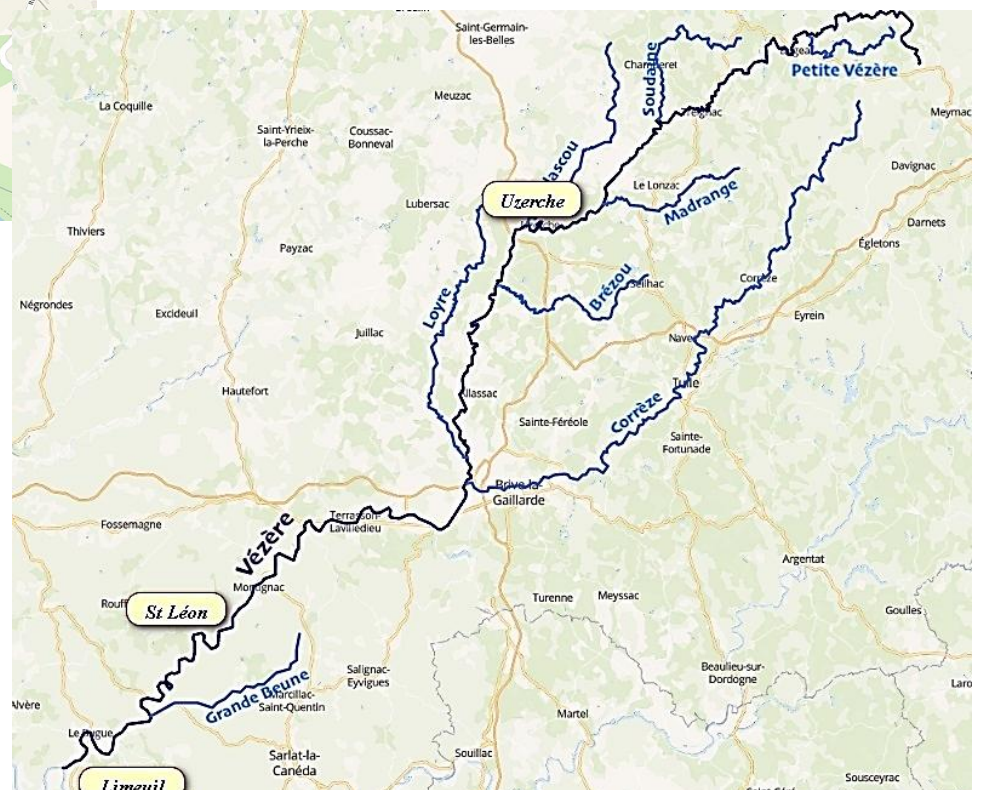 Saint-Germain-
les-Belles
Petite Vézère
Soudaine
La Coquille
Meuzac
Meymac
Saint-Yrieix-
la-Perche
Coussac-
Bonneval
Davignac
Le Lonzac
Madrange
Uzerche
Lubersac
Darnets
Thiviers
Payzac
Égletons
Corrèze
Brézou
Négrondes
Excideuil
Loyre
Eyrein
Juillac
Tulle
Hautefort
Sainte-Féréole
Corrèze
Sainte-
Fortunade
Brive-la-
Gaillarde
Fossemagne
Terrasson-
Lavilledieu
Vézère
Argentat
Montignac
St Léon
Turenne
Meyssac
Goulles
Salignac-
Eyvigues
Beaulieu-sur-
Dordogne
Grande Beune
Marcillac-
Saint-Quentin
Martel
Le Bugue
Sarlat-la-
Canéda
Souillac
Sousceyrac
Limeuil